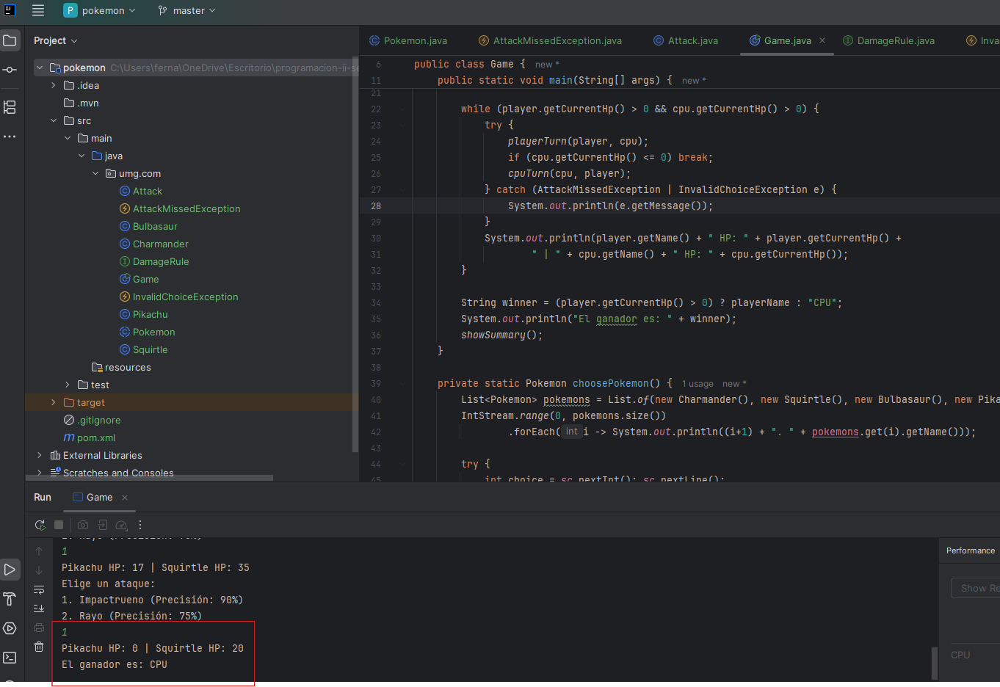 pokemon
master
Project
Pokemon.java
AttackMissedException.java
Attack.java
Game.java
DamageRule.java
pokemon C:\Users\ferna\OneDrive\Escritorio\programacion-ii-se
.idea
.mvn
src
main
java
umg.com
Attack
AttackMissedException
Bulbasaur
Charmander
DamageRule
Game
InvalidChoiceException
Pikachu
Pokemon
Squirtle
resources
test
target
.gitignore
pom.xml
External Libraries
Scratches and Consoles
6 public class Game { new *
11 public static void main(String[] args) { new *
21
22 while (player.getCurrentHp() > 0 && cpu.getCurrentHp() > 0) {
23 try {
24 playerTurn(player, cpu);
25 if (cpu.getCurrentHp() <= 0) break;
26 cpuTurn(cpu, player);
27 } catch (AttackMissedException | InvalidChoiceException e) {
28 System.out.println(e.getMessage());
29 }
30 System.out.println(player.getName() + " HP: " + player.getCurrentHp() +
31 " | " + cpu.getName() + " HP: " + cpu.getCurrentHp());
32 }
33
34 String winner = (player.getCurrentHp() > 0) ? playerName : "CPU";
35 System.out.println("El ganador es: " + winner);
36 showSummary();
37 }
38
39 private static Pokemon choosePokemon() { 1 usage new *
40 List<Pokemon> pokemons = List.of(new Charmander(), new Squirtle(), new Bulbasaur(), new Pika
41 IntStream.range(0, pokemons.size())
42 .forEach( int i -> System.out.println((i+1) + ". " + pokemons.get(i).getName()));
43
44 try {
45 int choice = sc.nextInt(); sc.nextLine();
Run
Game
1
Pikachu HP: 17 | Squirtle HP: 35
Elige un ataque:
1. Impactrueno (Precisión: 90%)
2. Rayo (Precisión: 75%)
1
Pikachu HP: 0 | Squirtle HP: 20
El ganador es: CPU
Performance
Show Re
CPU